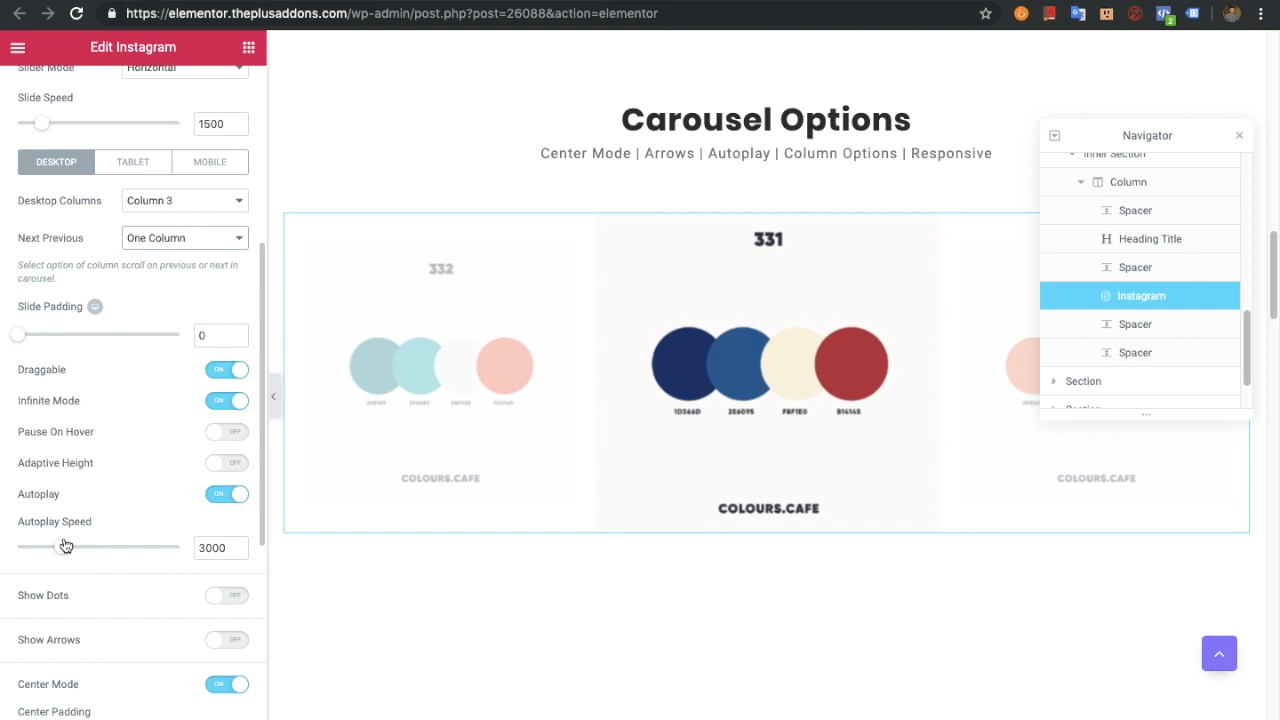 https://elementor.theplusaddons.com/wp-admin/post.php?post=26088&action=elementor
2
Edit Instagram
Slider Mode
Horizontal
Slide Speed
1500
DESKTOP
TABLET
MOBILE
Desktop Columns
Column 3
Next Previous
One Column
Select option of column scroll on previous or next in
carousel.
Slide Padding
0
Draggable
ON
Infinite Mode
ON
Pause On Hover
OFF
Adaptive Height
OFF
Autoplay
ON
Autoplay Speed
3000
Show Dots
OFF
Show Arrows
OFF
Center Mode
ON
Center Padding
Carousel Options
Center Mode | Arrows | Autoplay | Column Options | Responsive
332
COLOURS.CAFE
331
1D366D
2E6095
F8F1E0
B14145
COLOURS.CAFE
COLOURS.CAFE
Navigator
Inner Section
Column
Spacer
Heading Title
Spacer
Instagram
Spacer
Spacer
Section
Section